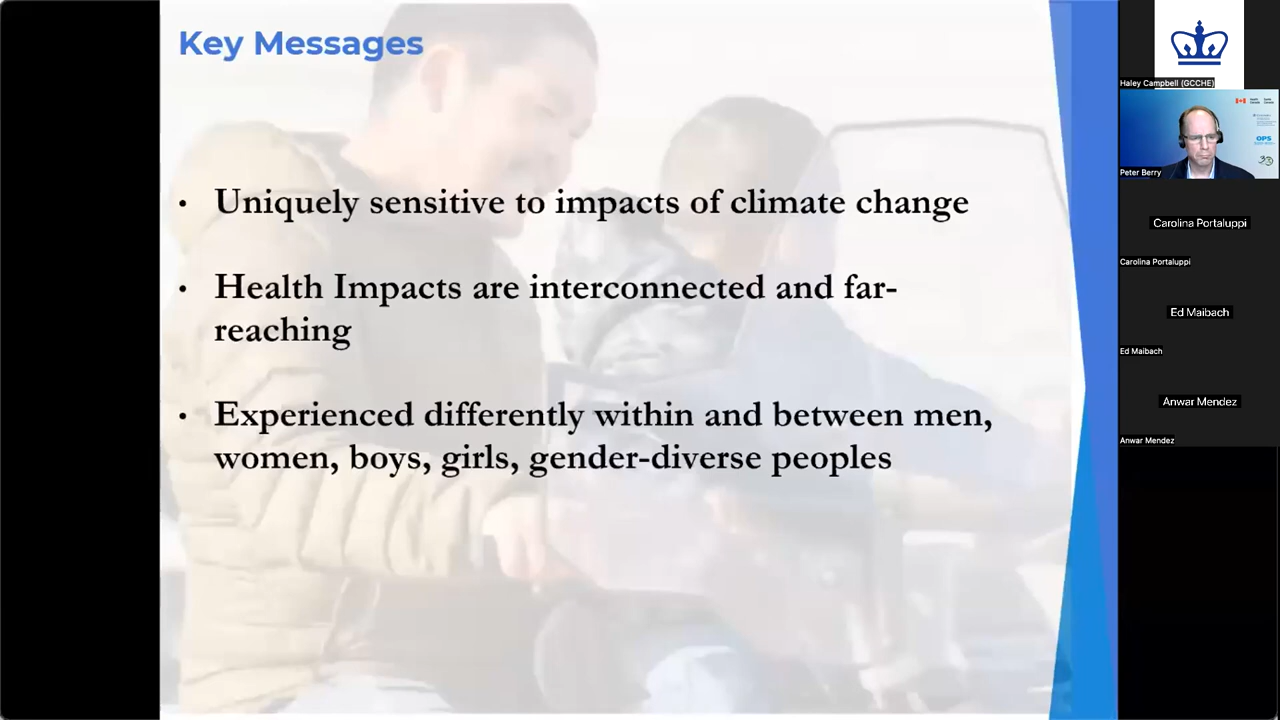 Key Messages
• Uniquely sensitive to impacts of climate change
• Health Impacts are interconnected and far-
reaching
• Experienced differently within and between men,
women, boys, girls, gender-diverse peoples
Haley Campbell (GCCHE)
OPS
Peter Berry
Carolina Portaluppi
Carolina Portaluppi
Ed Maibach
Ed Maibach
Anwar Mendez
Anwar Mendez